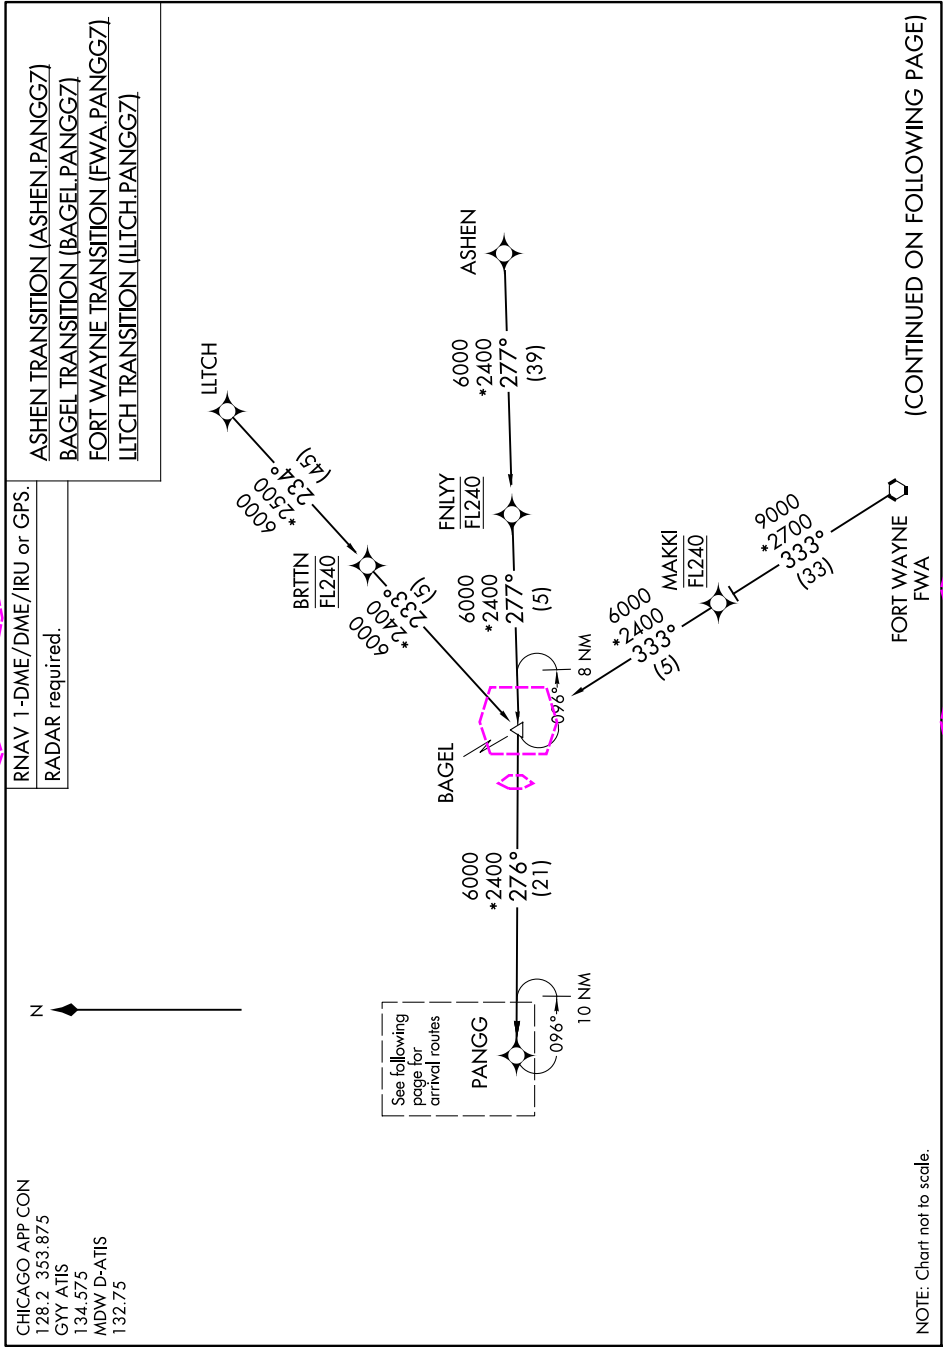 CHICAGO APP CON
128.2 353.875
GYY ATIS
134.575
MDW D-ATIS
132.75
N
RNAV 1-DME/DME/IRU or GPS.
RADAR required.
ASHEN TRANSITION (ASHEN.PANGG7)
BAGEL TRANSITION (BAGEL.PANGG7)
FORT WAYNE TRANSITION (FWA.PANGG7)
LLTCH TRANSITION (LLTCH.PANGG7)
LLTCH
6000
*2500
234°
(45)
BRTTN
FL240
6000
*2400
233°
(5)
ASHEN
6000
*2400
277°
(39)
FNLYY
FL240
6000
*2400
277°
(5)
BAGEL
096°
8 NM
6000
*2400
276°
(21)
See following
page for
arrival routes
PANGG
096°
10 NM
6000
*2400
333°
(5)
MAKKI
FL240
9000
*2700
333°
(33)
FORT WAYNE
FWA
NOTE: Chart not to scale.
(CONTINUED ON FOLLOWING PAGE)